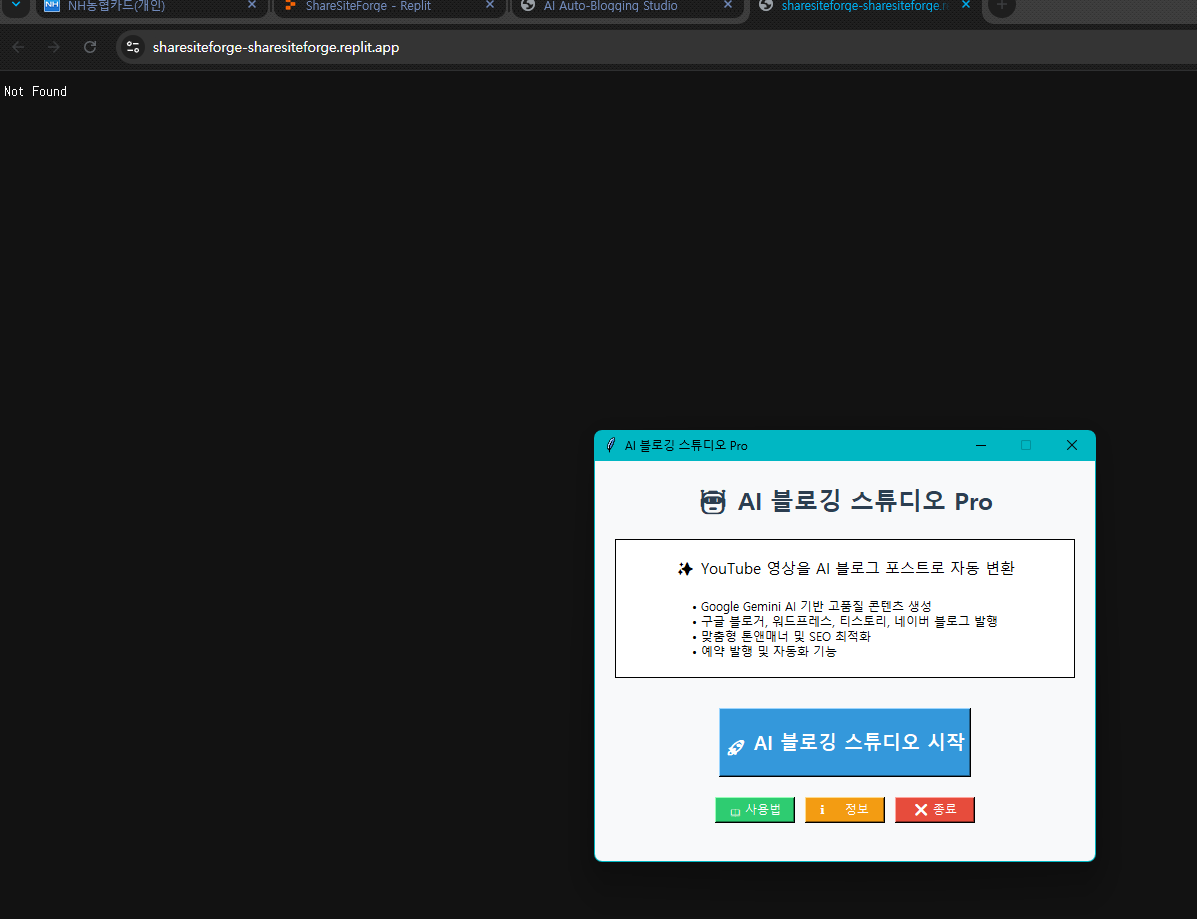 NH농협카드(개인)
ShareSiteForge - Replit
AI Auto-Blogging Studio
sharesiteforge-sharesiteforge.re
sharesiteforge-sharesiteforge.replit.app
Not Found
AI 블로깅 스튜디오 Pro
AI 블로깅 스튜디오 Pro
✨ YouTube 영상을 AI 블로그 포스트로 자동 변환
• Google Gemini AI 기반 고품질 콘텐츠 생성
• 구글 블로거, 워드프레스, 티스토리, 네이버 블로그 발행
• 맞춤형 톤앤매너 및 SEO 최적화
• 예약 발행 및 자동화 기능
🚀 AI 블로깅 스튜디오 시작
📖 사용법
ℹ 정보
❌ 종료